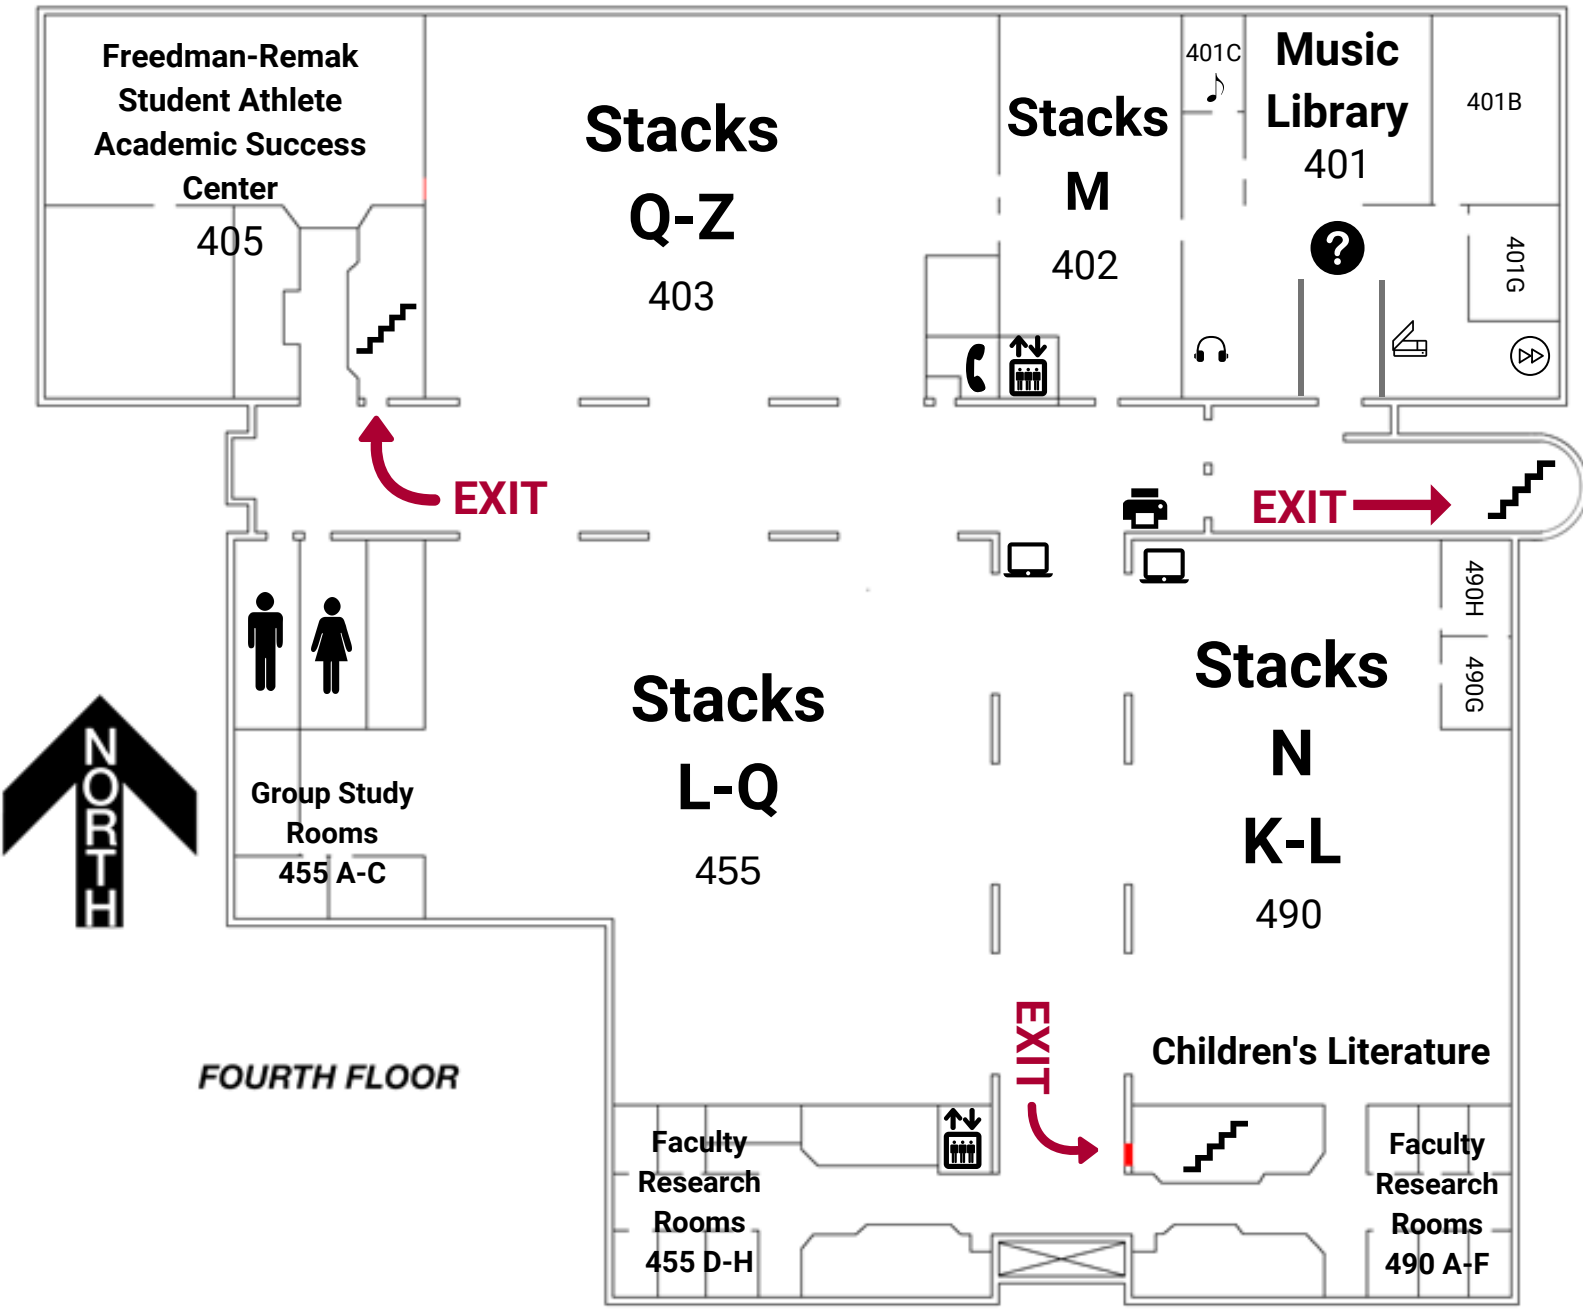 Freedman-Remak
Student Athlete
Academic Success
Center
405
Stacks
Q-Z
403
Stacks
M
402
401C
Music
Library
401
401B
401G
EXIT
EXIT
490H
490G
Stacks
L-Q
455
Stacks
N
K-L
490
NORTH
Group Study
Rooms
455 A-C
EXIT
Children's Literature
FOURTH FLOOR
Faculty
Research
Rooms
455 D-H
Faculty
Research
Rooms
490 A-F